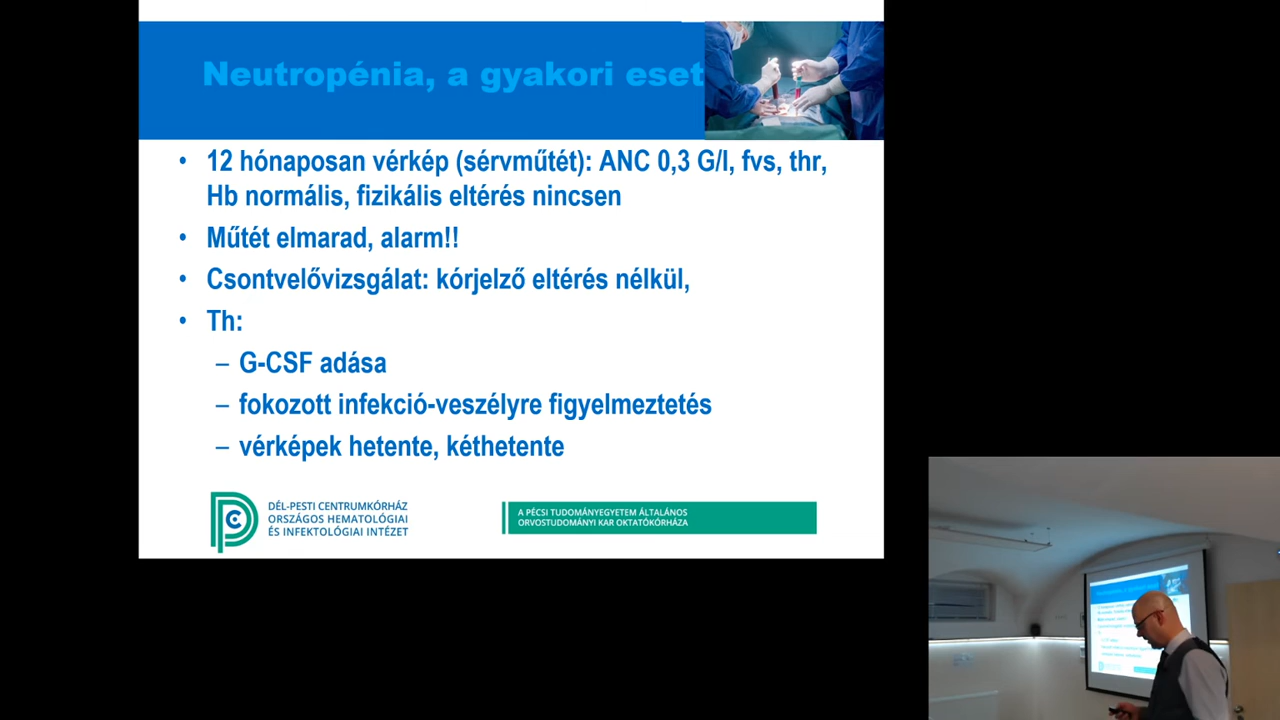 Neutropénia, a gyakori eset
• 12 hónaposan vérkép (sérvműtét): ANC 0,3 G/l, fvs, thr,
Hb normális, fizikális eltérés nincsen
• Műtét elmarad, alarm!!
• Csontvelővizsgálat: kórjelző eltérés nélkül,
• Th:
– G-CSF adása
– fokozott infekció-veszélyre figyelmeztetés
– vérképek hetente, kéthetente
DÉL-PESTI CENTRUMKÓRHÁZ
ORSZÁGOS HEMATOLÓGIAI
ÉS INFEKTOLÓGIAI INTÉZET
A PÉCSI TUDOMÁNYEGYETEM ÁLTALÁNOS
ORVOSTUDOMÁNYI KAR OKTATÓKÓRHÁZA